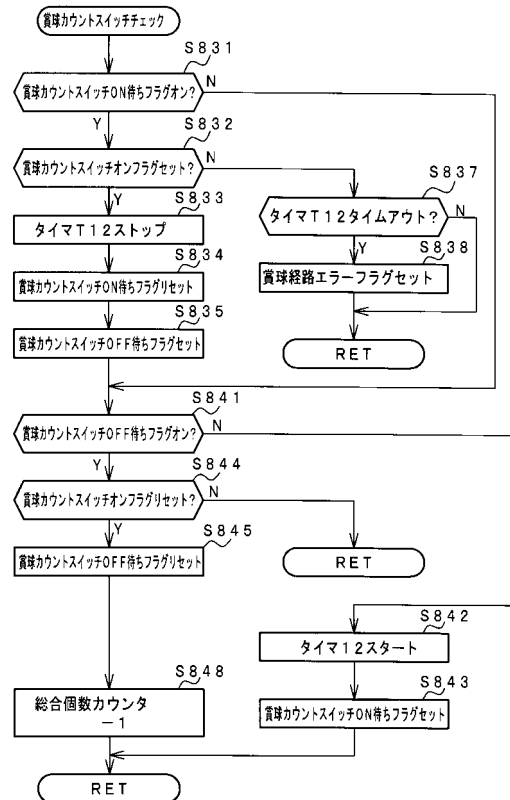 賞球カウントスイッチチェック
S831
賞球カウントスイッチON待ちフラグオン?
N
Y
S832
賞球カウントスイッチオンフラグセット?
N
Y
S833
タイマT12ストップ
S834
賞球カウントスイッチON待ちフラグリセット
S835
賞球カウントスイッチOFF待ちフラグセット
S837
タイマT12タイムアウト?
N
Y
S838
賞球経路エラーフラグセット
RET
S841
賞球カウントスイッチOFF待ちフラグオン?
N
Y
S844
賞球カウントスイッチオンフラグリセット?
N
Y
S845
賞球カウントスイッチOFF待ちフラグリセット
RET
S842
タイマ12スタート
S843
賞球カウントスイッチON待ちフラグセット
S848
総合個数カウンタ
−1
RET